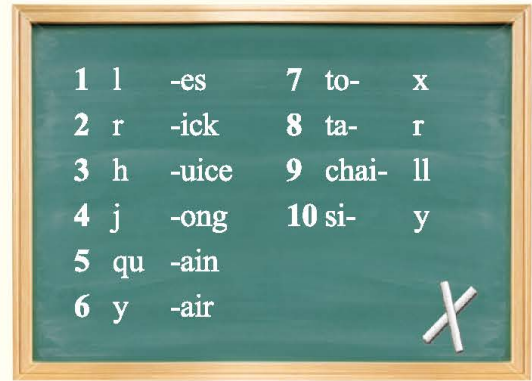 1 l -es 7 to- x
2 r -ick 8 ta- r
3 h -uice 9 chai- ll
4 j -ong 10 si- y
5 qu -ain
6 y -air